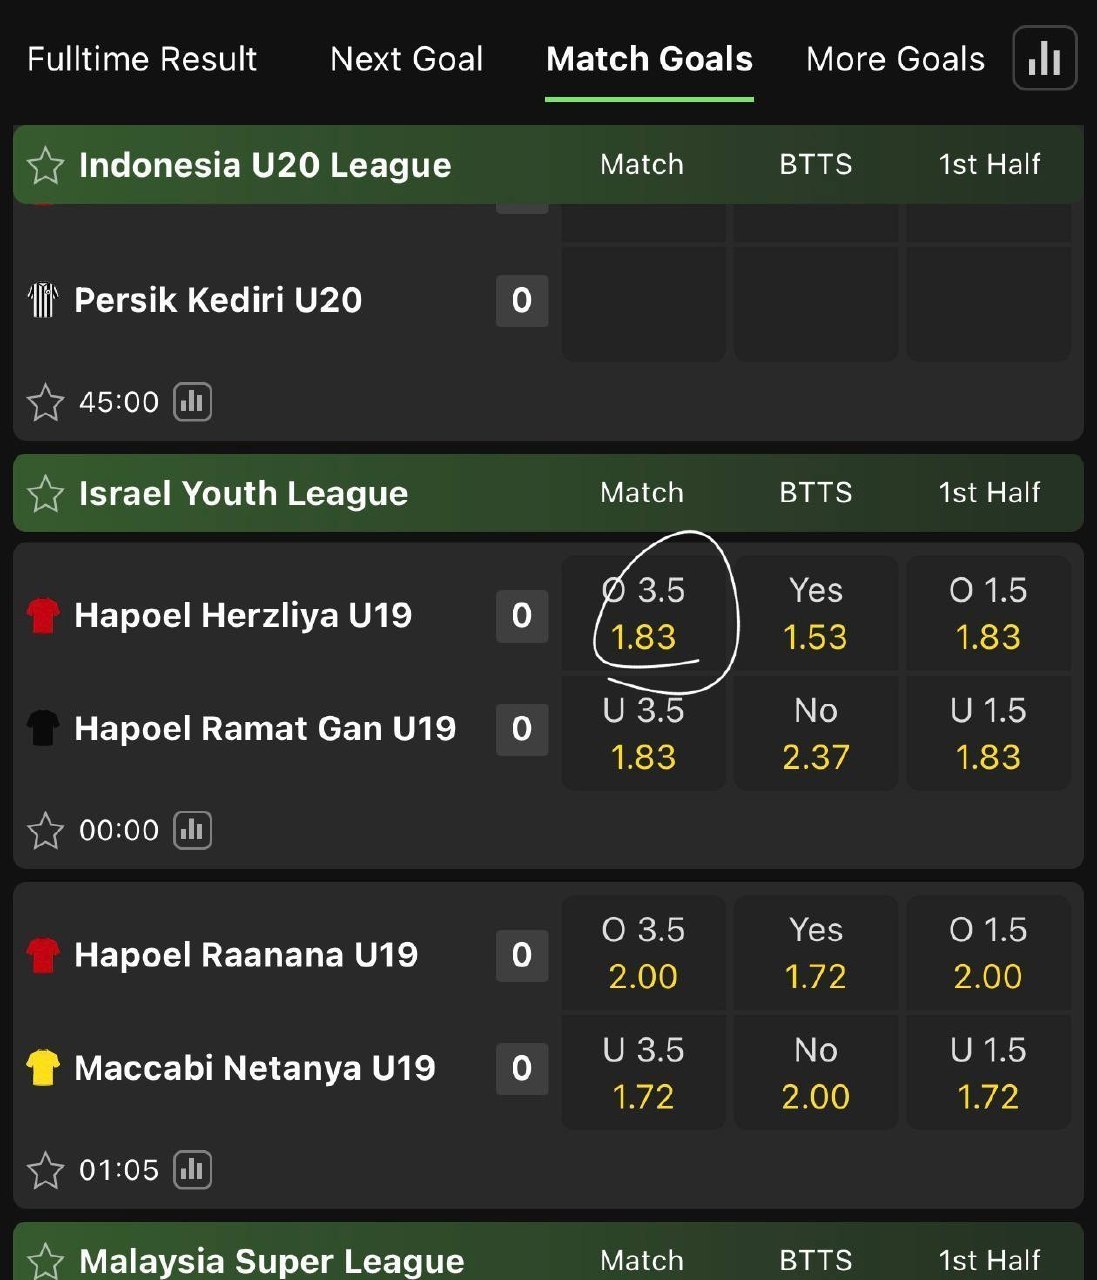 Fulltime Result Next Goal Match Goals More Goals
Indonesia U20 League Match BTTS 1st Half
Persik Kediri U20 0
45:00
Israel Youth League Match BTTS 1st Half
O 3.5 Yes O 1.5
Hapoel Herzliya U19 0
1.83 1.53 1.83
U 3.5 No U 1.5
Hapoel Ramat Gan U19 0
1.83 2.37 1.83
00:00
O 3.5 Yes O 1.5
Hapoel Raanana U19 0
2.00 1.72 2.00
U 3.5 No U 1.5
Maccabi Netanya U19 0
1.72 2.00 1.72
01:05
Malaysia Super League Match BTTS 1st Half